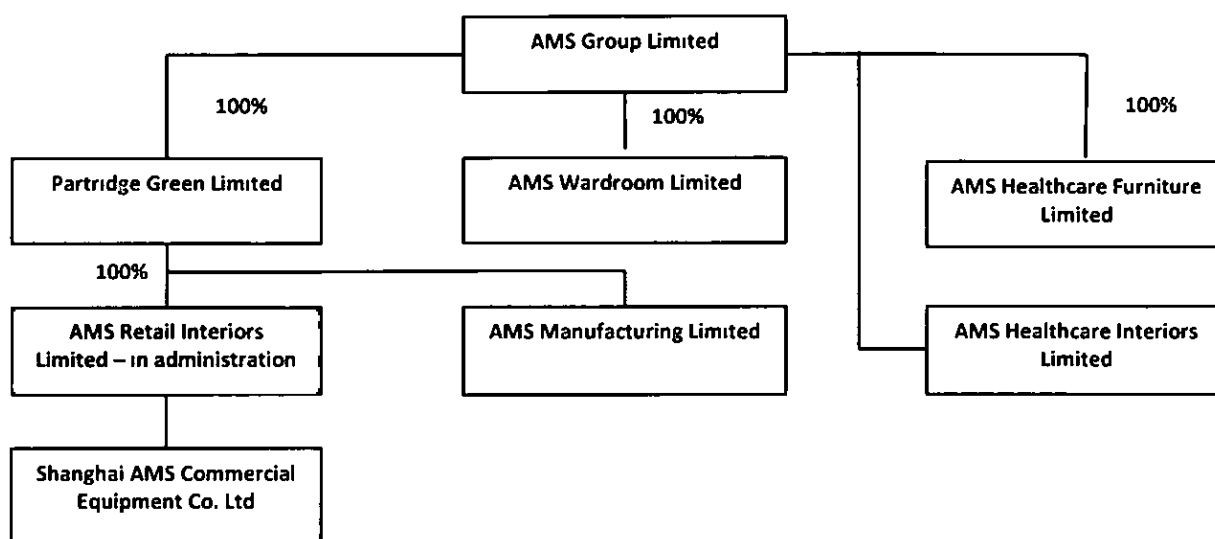 AMS Group Limited
100%
100%
100%
Partridge Green Limited
AMS Wardroom Limited
AMS Healthcare Furniture
Limited
100%
AMS Retail Interiors
Limited – in administration
AMS Manufacturing Limited
AMS Healthcare Interiors
Limited
Shanghai AMS Commercial
Equipment Co. Ltd